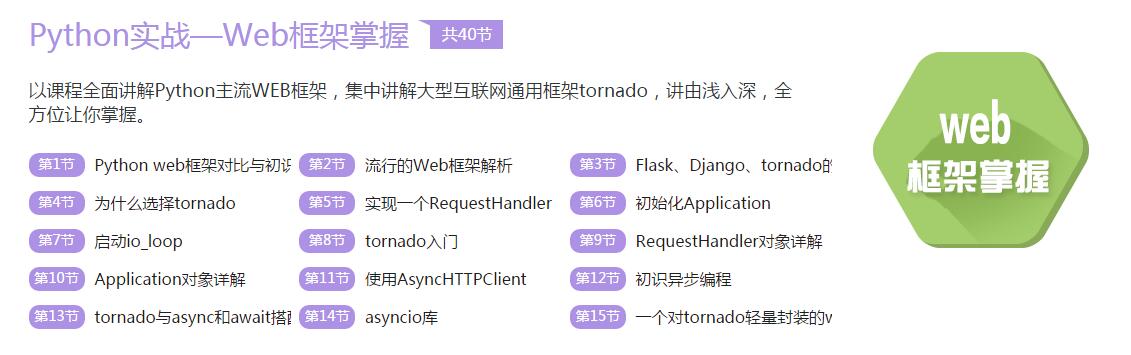 Python实战—Web框架掌握 共40节
以课程全面讲解Python主流WEB框架，集中讲解大型互联网通用框架tornado，讲由浅入深，全
方位让你掌握。
第1节 Python web框架对比与初识 第2节 流行的Web框架解析 第3节 Flask、Django、tornado的
第4节 为什么选择tornado 第5节 实现一个RequestHandler 第6节 初始化Application
第7节 启动io_loop 第8节 tornado入门 第9节 RequestHandler对象详解
第10节 Application对象详解 第11节 使用AsyncHTTPClient 第12节 初识异步编程
第13节 tornado与async和await搭配 第14节 asyncio库 第15节 一个对tornado轻量封装的w
web
框架掌握